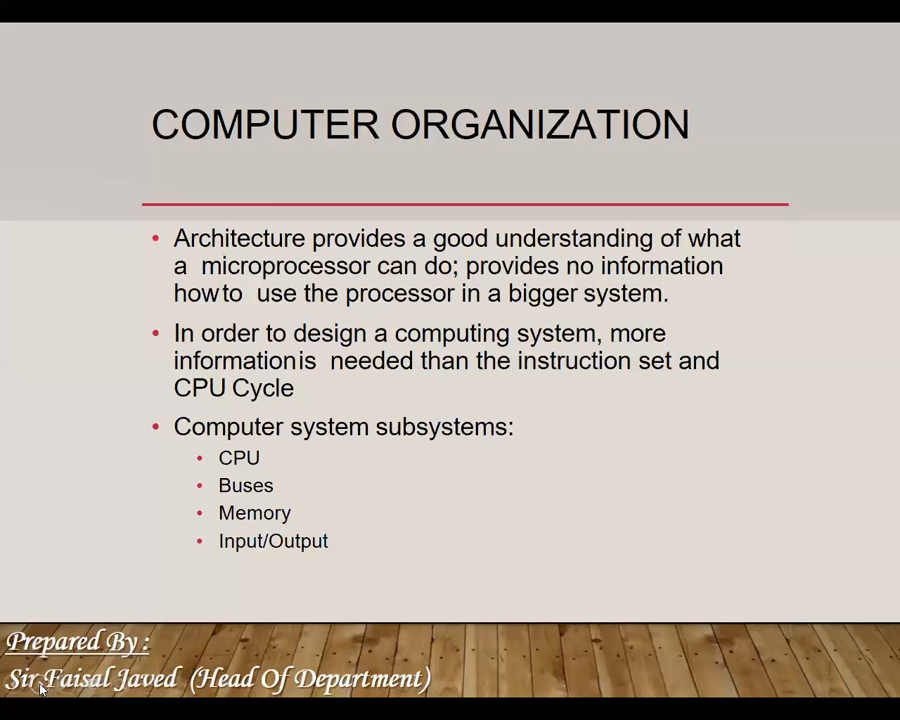 COMPUTER ORGANIZATION
• Architecture provides a good understanding of what
a microprocessor can do; provides no information
how to use the processor in a bigger system.
• In order to design a computing system, more
information is needed than the instruction set and
CPU Cycle
• Computer system subsystems:
• CPU
• Buses
• Memory
• Input/Output
Prepared By :
Sir Faisal Javed (Head Of Department)